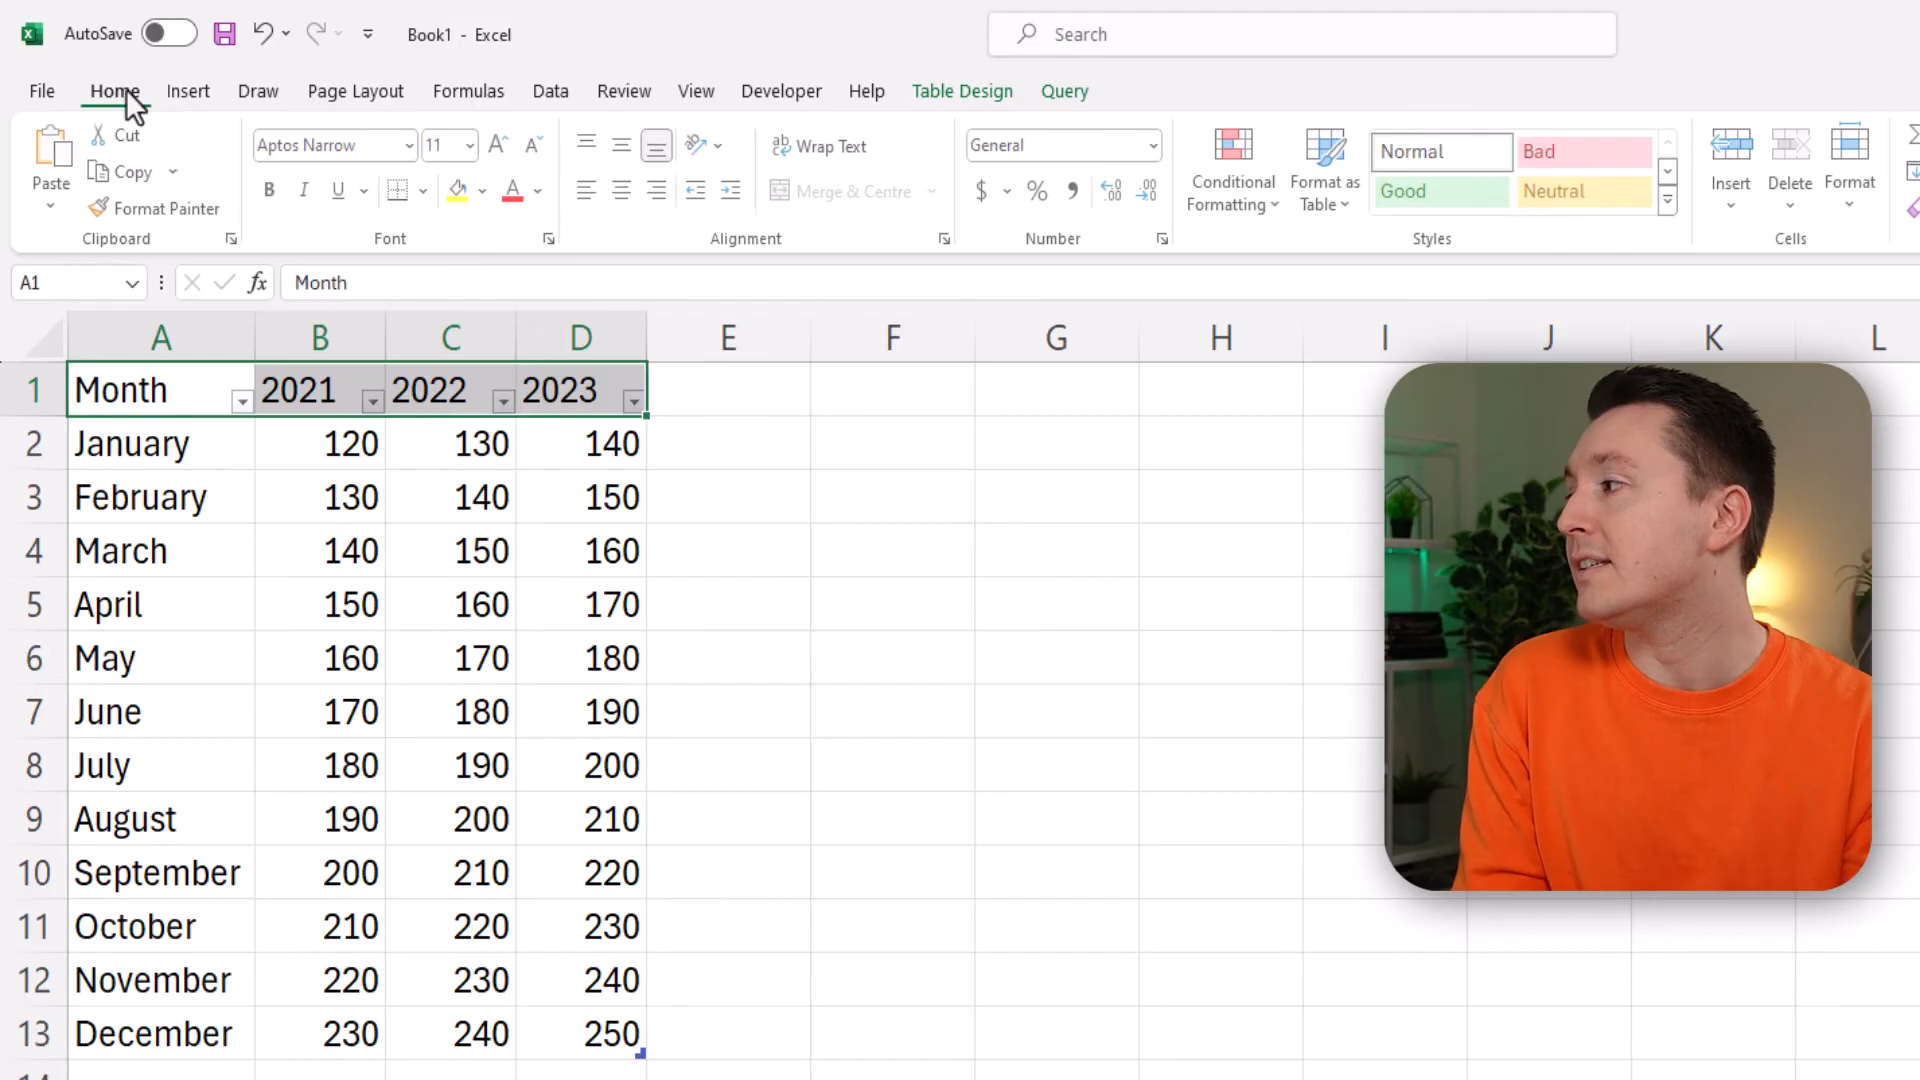 AutoSave Book1 - Excel Search
File Home Insert Draw Page Layout Formulas Data Review View Developer Help Table Design Query
Paste Cut Copy Format Painter
Clipboard
Aptos Narrow 11
B I U A
Font
Wrap Text
Merge & Centre
Alignment
General
$ % 9 .00
Number
Conditional Formatting Format as Table
Normal Bad
Good Neutral
Styles
Insert Delete Format
Cells
A1 fx Month
A B C D E F G H I J K L
1 Month 2021 2022 2023
2 January 120 130 140
3 February 130 140 150
4 March 140 150 160
5 April 150 160 170
6 May 160 170 180
7 June 170 180 190
8 July 180 190 200
9 August 190 200 210
10 September 200 210 220
11 October 210 220 230
12 November 220 230 240
13 December 230 240 250